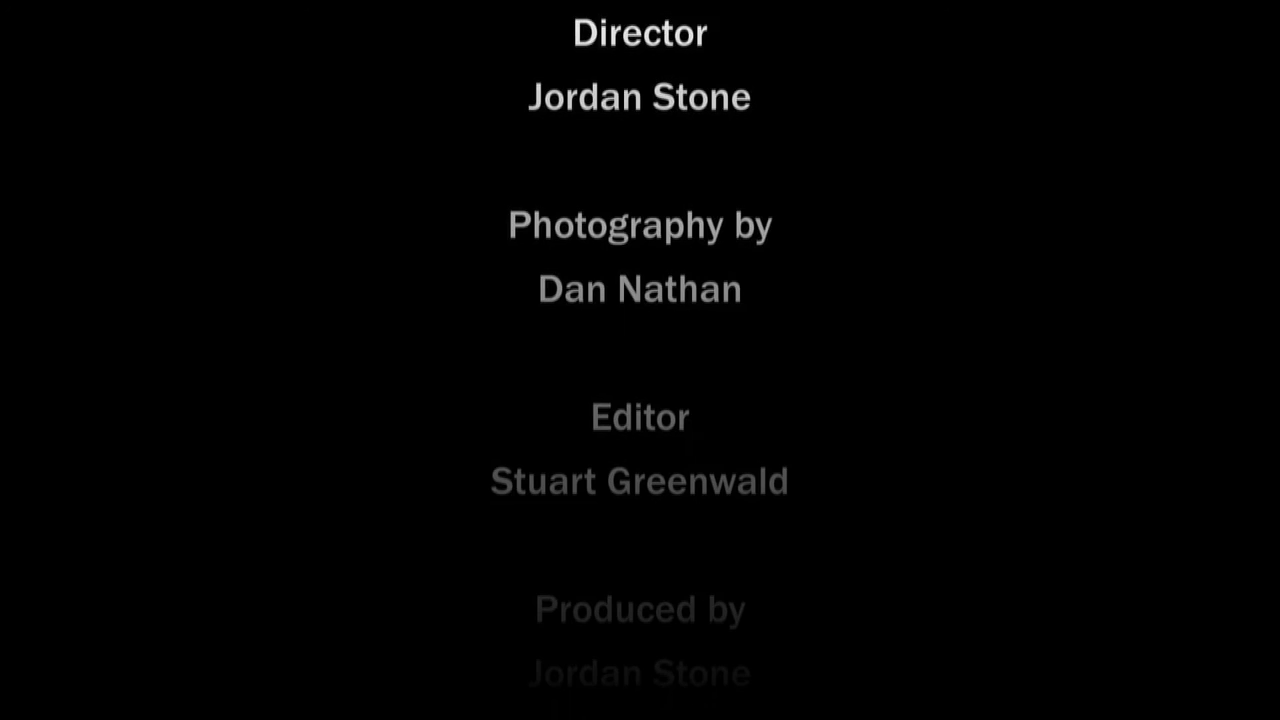 Director
Jordan Stone
Photography by
Dan Nathan
Editor
Stuart Greenwald
Produced by
Jordan Stone